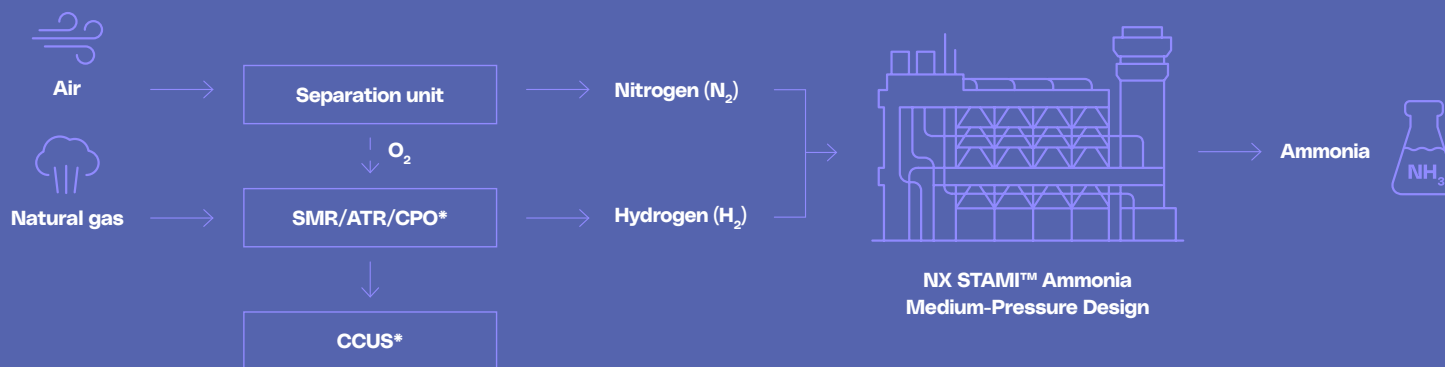 Air
Separation unit
Nitrogen (N₂)
O₂
Ammonia
NH₃
Natural gas
SMR/ATR/CPO*
Hydrogen (H₂)
NX STAMI™ Ammonia
Medium-Pressure Design
CCUS*